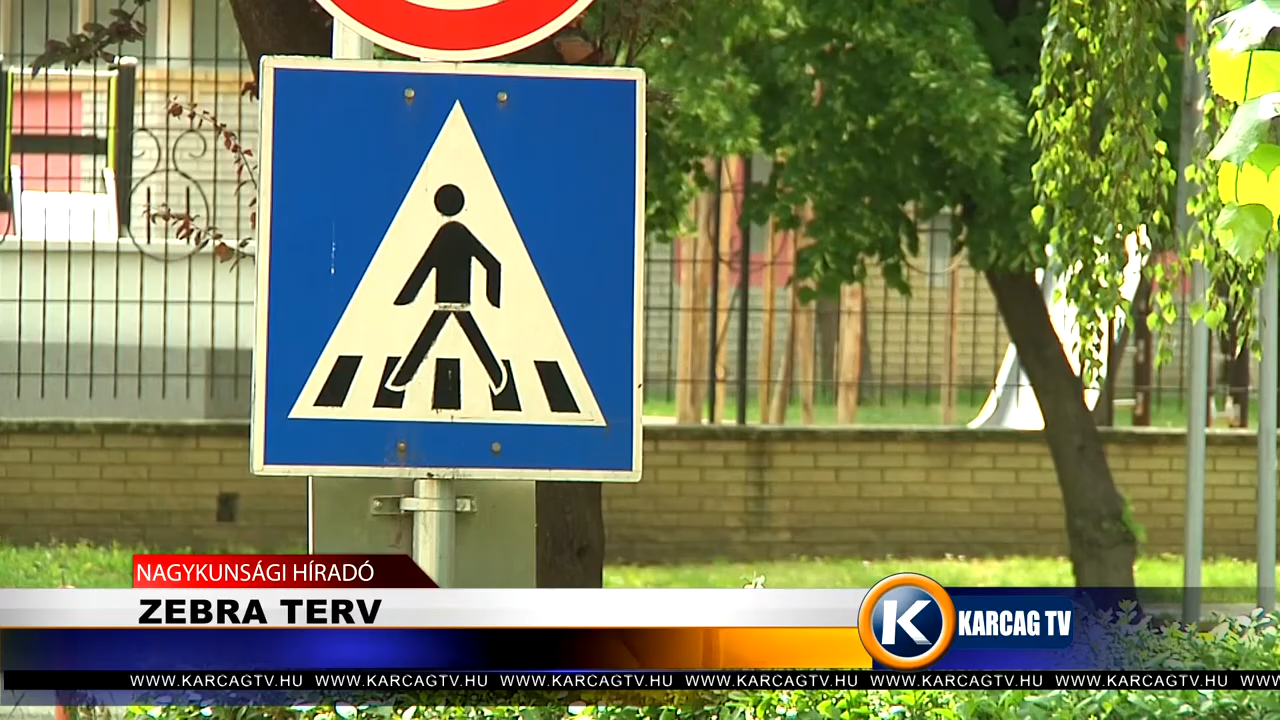 NAGYKUNSÁGI HÍRADÓ
ZEBRA TERV
K KARCAG TV
WWW.KARCAGTV.HU WWW.KARCAGTV.HU WWW.KARCAGTV.HU WWW.KARCAGTV.HU WWW.KARCAGTV.HU WWW.KARCAGTV.HU WWW